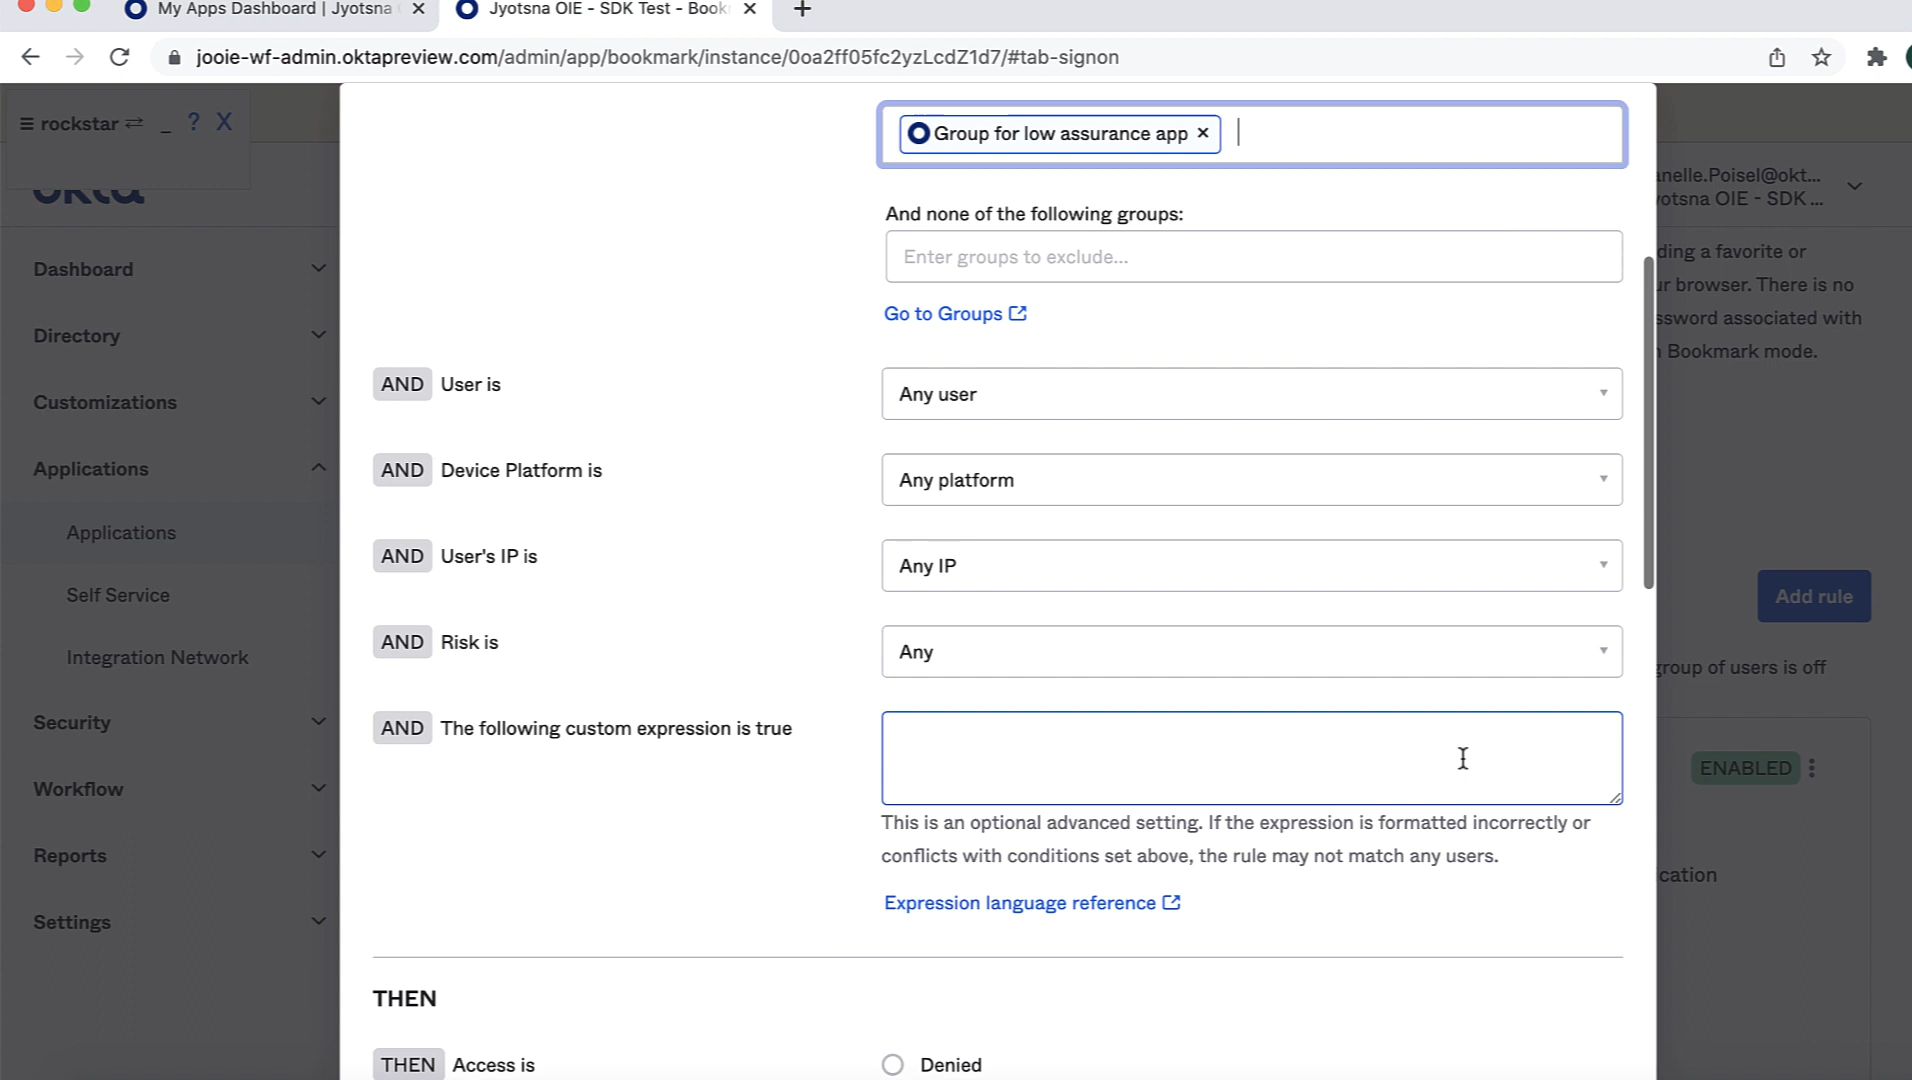 My Apps Dashboard | Jyotsna
Jyotsna OIE - SDK Test - Book
jooie-wf-admin.oktapreview.com/admin/app/bookmark/instance/0oa2ff05fc2yzLcdZ1d7/#tab-signon
rockstar _ ? X
okta
anelle.Poisel@okt...
yotsna OIE - SDK ...
Dashboard
Directory
Customizations
Applications
Applications
Self Service
Integration Network
Security
Workflow
Reports
Settings
Group for low assurance app ×
And none of the following groups:
Enter groups to exclude...
Go to Groups
AND User is
Any user
AND Device Platform is
Any platform
AND User's IP is
Any IP
AND Risk is
Any
AND The following custom expression is true
This is an optional advanced setting. If the expression is formatted incorrectly or
conflicts with conditions set above, the rule may not match any users.
Expression language reference
THEN
THEN Access is
Denied
ding a favorite or
ur browser. There is no
ssword associated with
Bookmark mode.
Add rule
group of users is off
ENABLED
cation